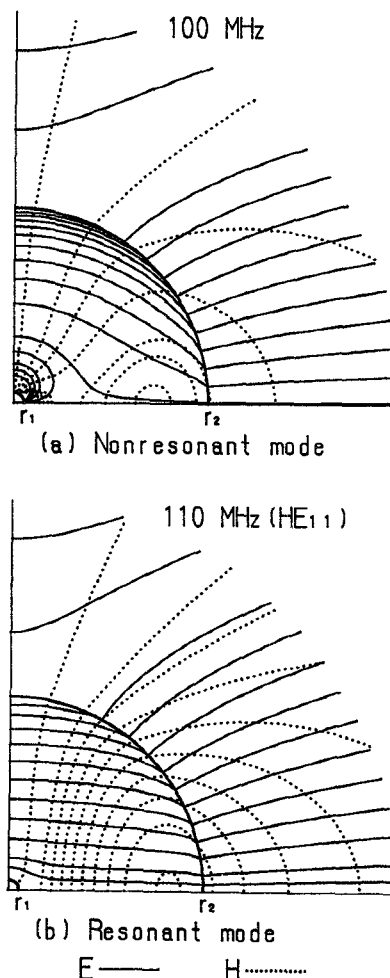 100 MHz
r₁ r₂
(a) Nonresonant mode
110 MHz (HE₁₁)
r₁ r₂
(b) Resonant mode
E H